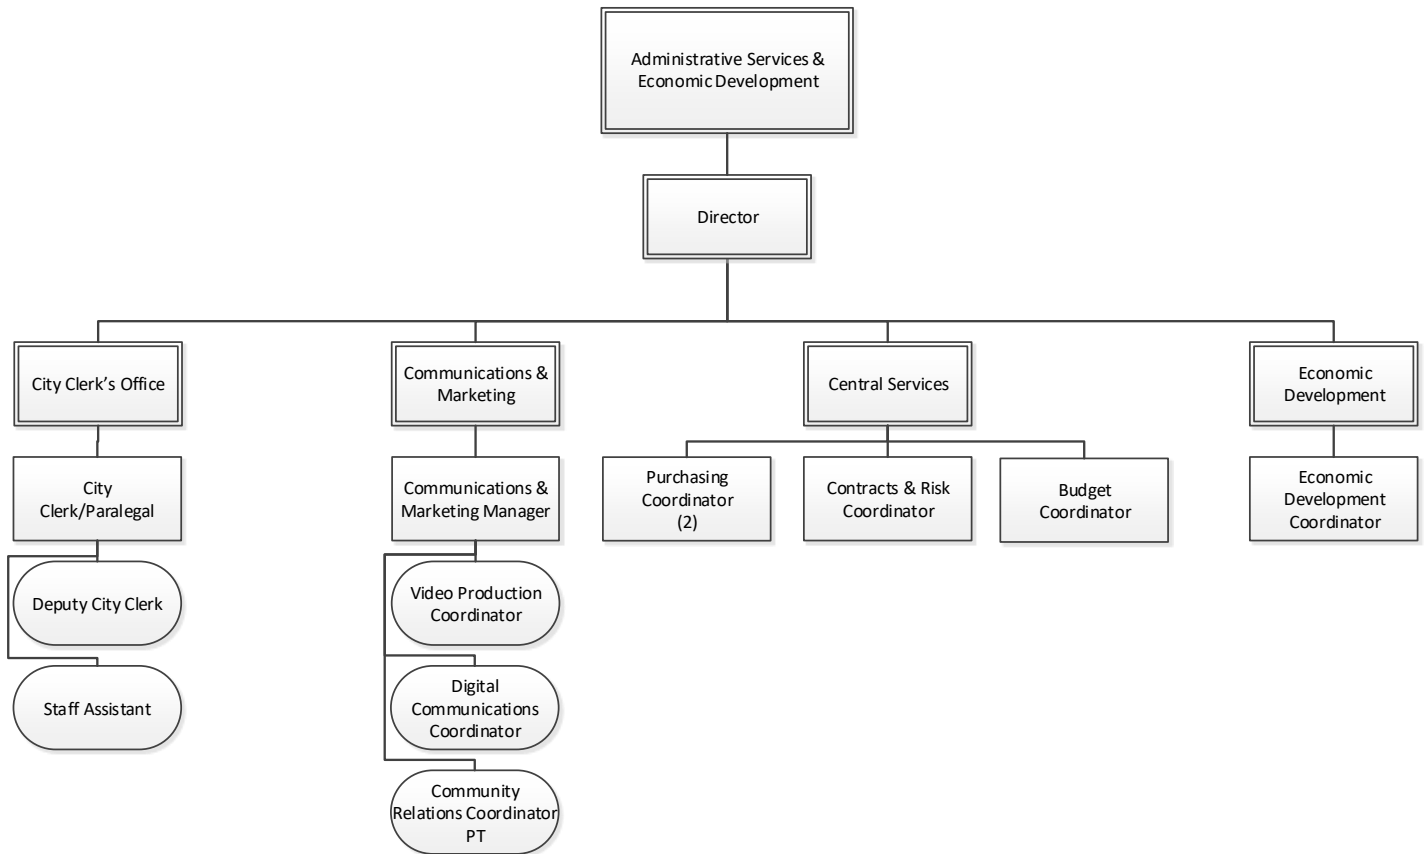 Administrative Services &
Economic Development
Director
City Clerk’s Office
Communications &
Marketing
Central Services
Economic
Development
City
Clerk/Paralegal
Communications &
Marketing Manager
Purchasing
Coordinator
(2)
Contracts & Risk
Coordinator
Budget
Coordinator
Economic
Development
Coordinator
Deputy City Clerk
Video Production
Coordinator
Staff Assistant
Digital
Communications
Coordinator
Community
Relations Coordinator
PT